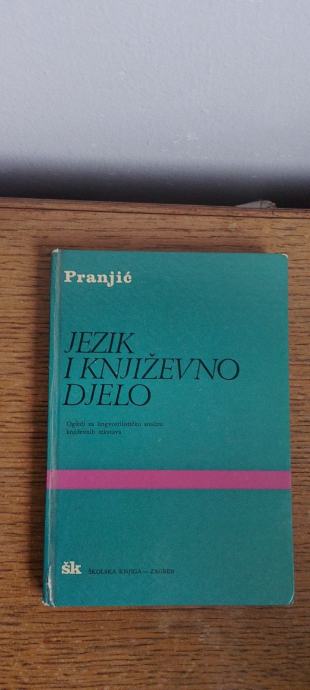 Pranjić
JEZIK
I KNJIŽEVNO
DJELO
Ogledi za lingvostilističku analizu
književnih tekstova
šk ŠKOLSKA KNJIGA — ZAGREB